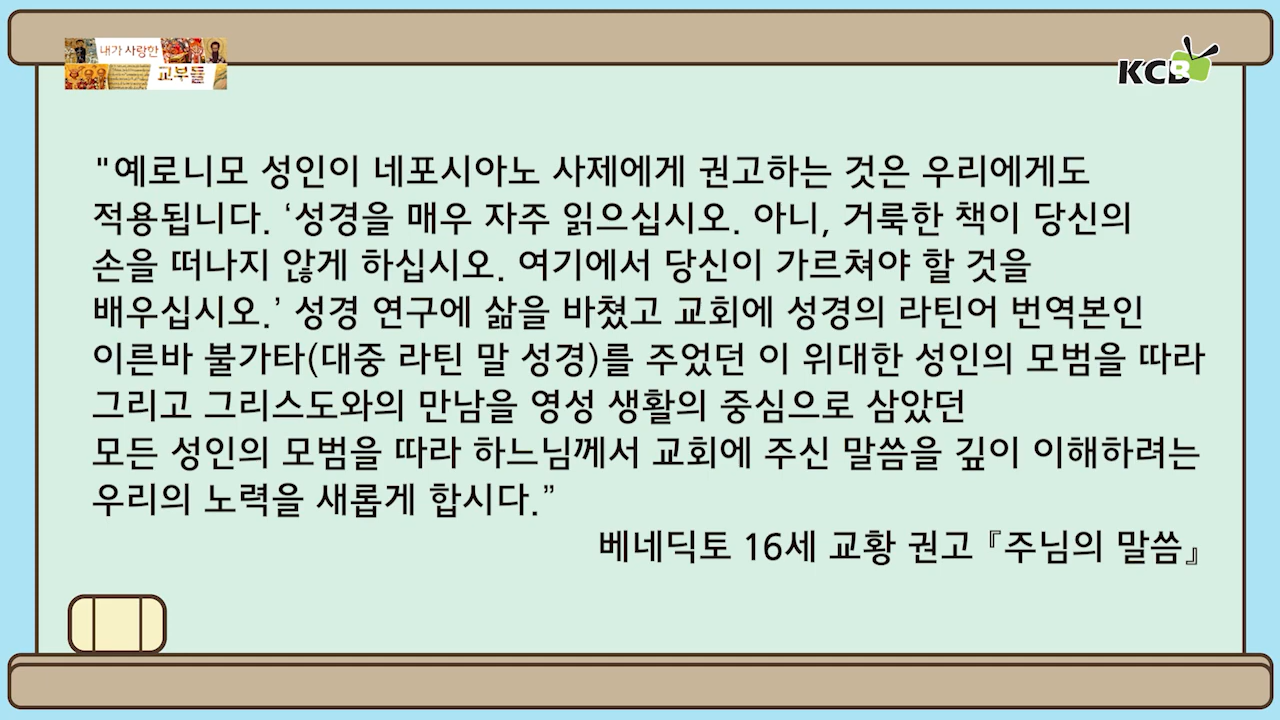 내가 사랑한
교부들
KCB
"예로니모 성인이 네포시아노 사제에게 권고하는 것은 우리에게도
적용됩니다. ‘성경을 매우 자주 읽으십시오. 아니, 거룩한 책이 당신의
손을 떠나지 않게 하십시오. 여기에서 당신이 가르쳐야 할 것을
배우십시오.’ 성경 연구에 삶을 바쳤고 교회에 성경의 라틴어 번역본인
이른바 불가타(대중 라틴 말 성경)를 주었던 이 위대한 성인의 모범을 따라
그리고 그리스도와의 만남을 영성 생활의 중심으로 삼았던
모든 성인의 모범을 따라 하느님께서 교회에 주신 말씀을 깊이 이해하려는
우리의 노력을 새롭게 합시다.”
베네딕토 16세 교황 권고 『주님의 말씀』